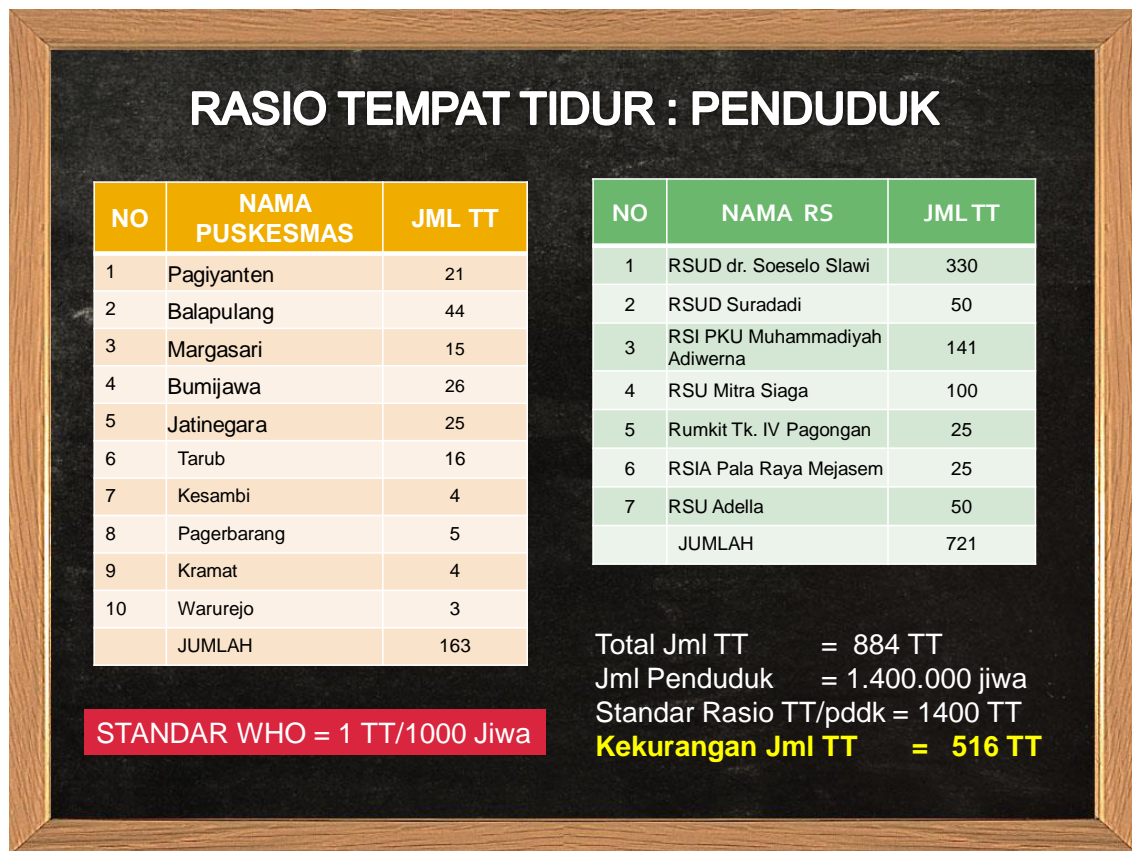 RASIO TEMPAT TIDUR : PENDUDUK
NO NAMA PUSKESMAS JML TT
1 Pagiyanten 21
2 Balapulang 44
3 Margasari 15
4 Bumijawa 26
5 Jatinegara 25
6 Tarub 16
7 Kesambi 4
8 Pagerbarang 5
9 Kramat 4
10 Warurejo 3
JUMLAH 163
STANDAR WHO = 1 TT/1000 Jiwa
NO NAMA RS JML TT
1 RSUD dr. Soeselo Slawi 330
2 RSUD Suradadi 50
3 RSI PKU Muhammadiyah Adiwerna 141
4 RSU Mitra Siaga 100
5 Rumkit Tk. IV Pagongan 25
6 RSIA Pala Raya Mejasem 25
7 RSU Adella 50
JUMLAH 721
Total Jml TT = 884 TT
Jml Penduduk = 1.400.000 jiwa
Standar Rasio TT/pddk = 1400 TT
Kekurangan Jml TT = 516 TT